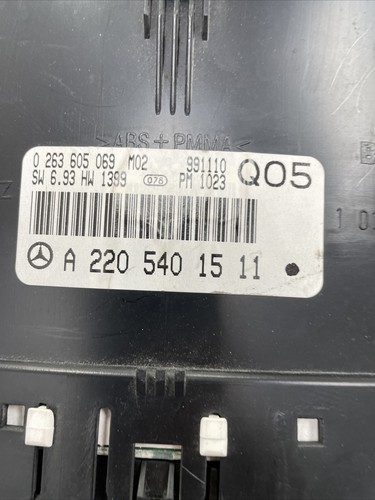 >ABS+PMMA<
0 263 605 069 M02 991110 Q05
SW 6.93 HW 1399 078 PM 1023
A 220 540 15 11